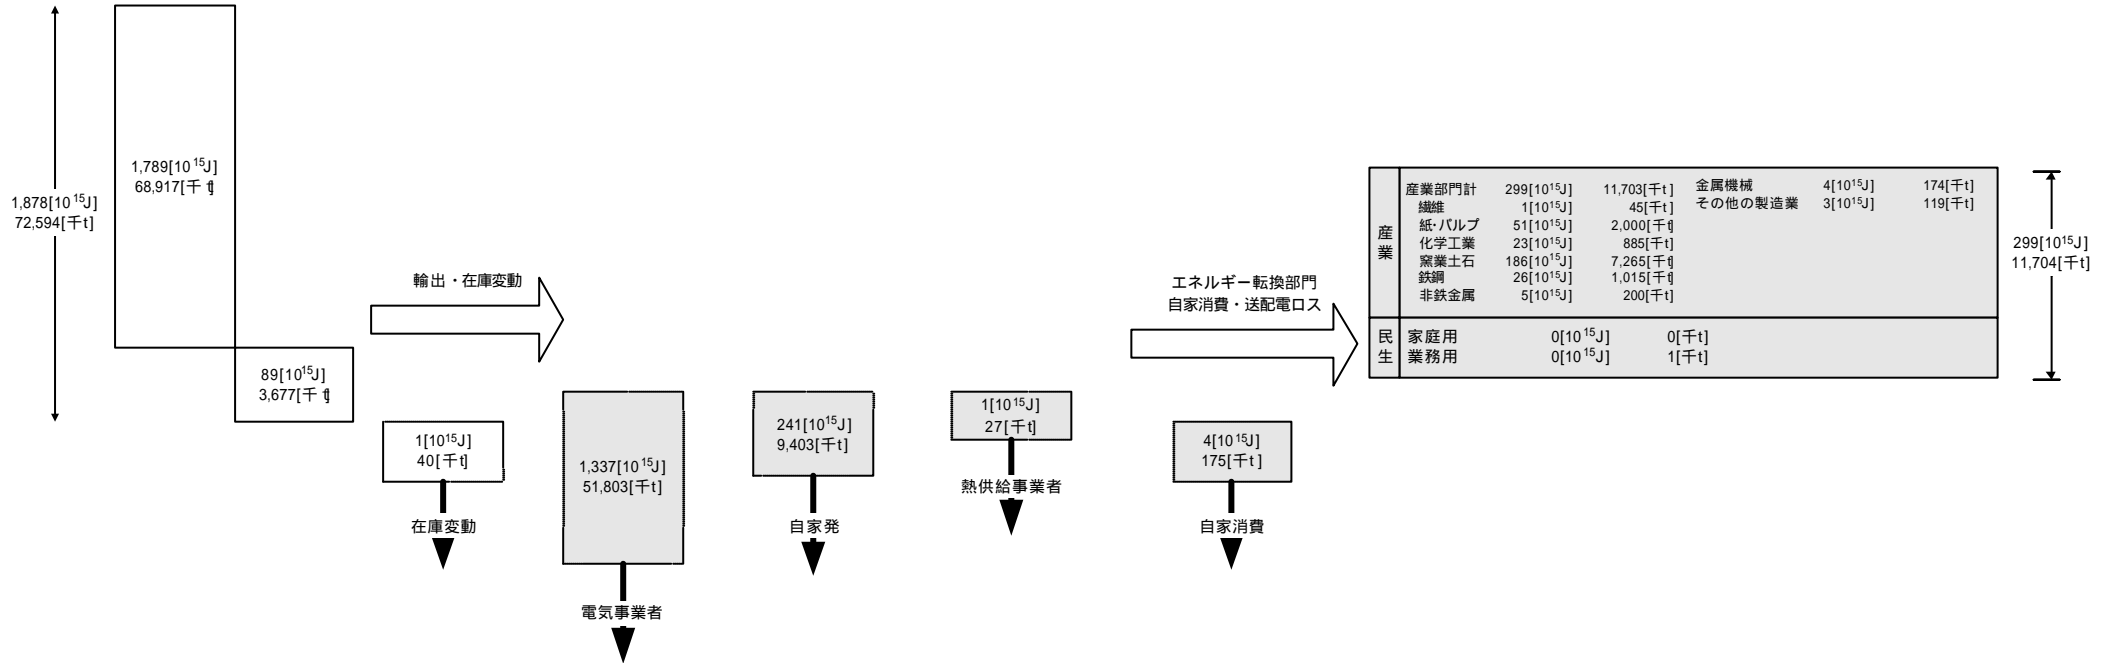 1,878[10¹⁵J]
72,594[千t]
1,789[10¹⁵J]
68,917[千t]
89[10¹⁵J]
3,677[千t]
輸出・在庫変動
1[10¹⁵J]
40[千t]
在庫変動
1,337[10¹⁵J]
51,803[千t]
電気事業者
241[10¹⁵J]
9,403[千t]
自家発
1[10¹⁵J]
27[千t]
熱供給事業者
エネルギー転換部門
自家消費・送配電ロス
4[10¹⁵J]
175[千t]
自家消費
産業
産業部門計 299[10¹⁵J] 11,703[千t]
繊維 1[10¹⁵J] 45[千t]
紙・パルプ 51[10¹⁵J] 2,000[千t]
化学工業 23[10¹⁵J] 885[千t]
窯業土石 186[10¹⁵J] 7,265[千t]
鉄鋼 26[10¹⁵J] 1,015[千t]
非鉄金属 5[10¹⁵J] 200[千t]
金属機械 4[10¹⁵J] 174[千t]
その他の製造業 3[10¹⁵J] 119[千t]
民生
家庭用 0[10¹⁵J] 0[千t]
業務用 0[10¹⁵J] 1[千t]
299[10¹⁵J]
11,704[千t]